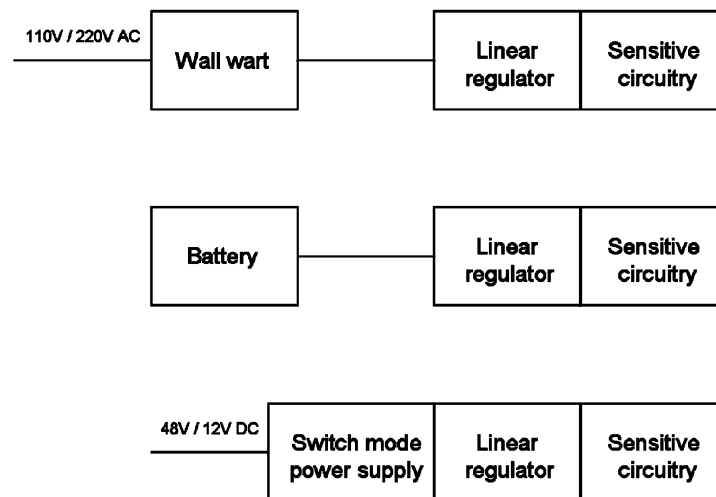 110V / 220V AC
Wall wart
Linear
regulator
Sensitive
circuitry
Battery
Linear
regulator
Sensitive
circuitry
48V / 12V DC
Switch mode
power supply
Linear
regulator
Sensitive
circuitry